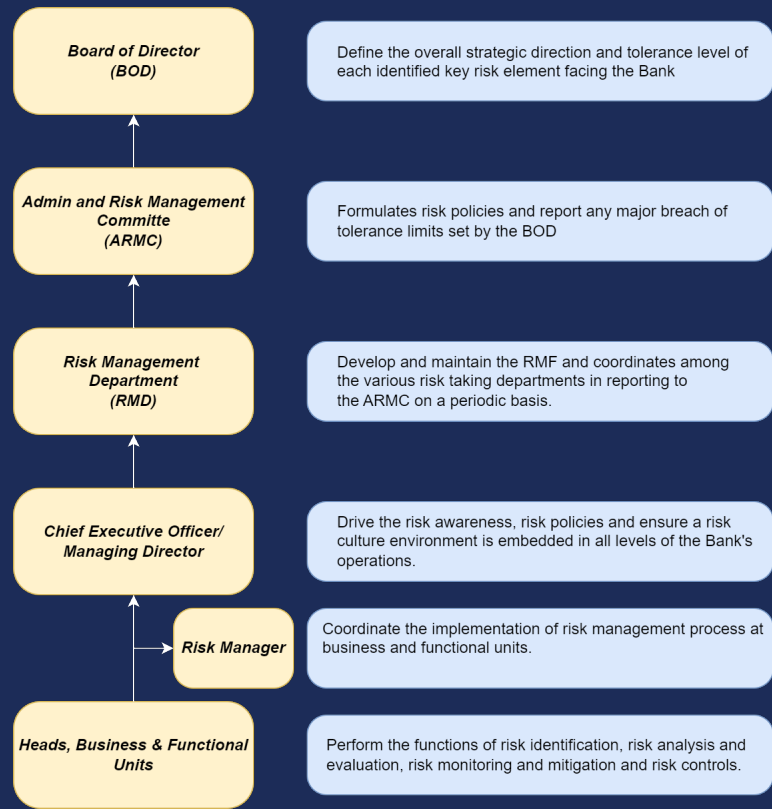 Board of Director
(BOD)
Define the overall strategic direction and tolerance level of
each identified key risk element facing the Bank
Admin and Risk Management
Committe
(ARMC)
Formulates risk policies and report any major breach of
tolerance limits set by the BOD
Risk Management
Department
(RMD)
Develop and maintain the RMF and coordinates among
the various risk taking departments in reporting to
the ARMC on a periodic basis.
Chief Executive Officer/
Managing Director
Drive the risk awareness, risk policies and ensure a risk
culture environment is embedded in all levels of the Bank's
operations.
Risk Manager
Coordinate the implementation of risk management process at
business and functional units.
Heads, Business & Functional
Units
Perform the functions of risk identification, risk analysis and
evaluation, risk monitoring and mitigation and risk controls.